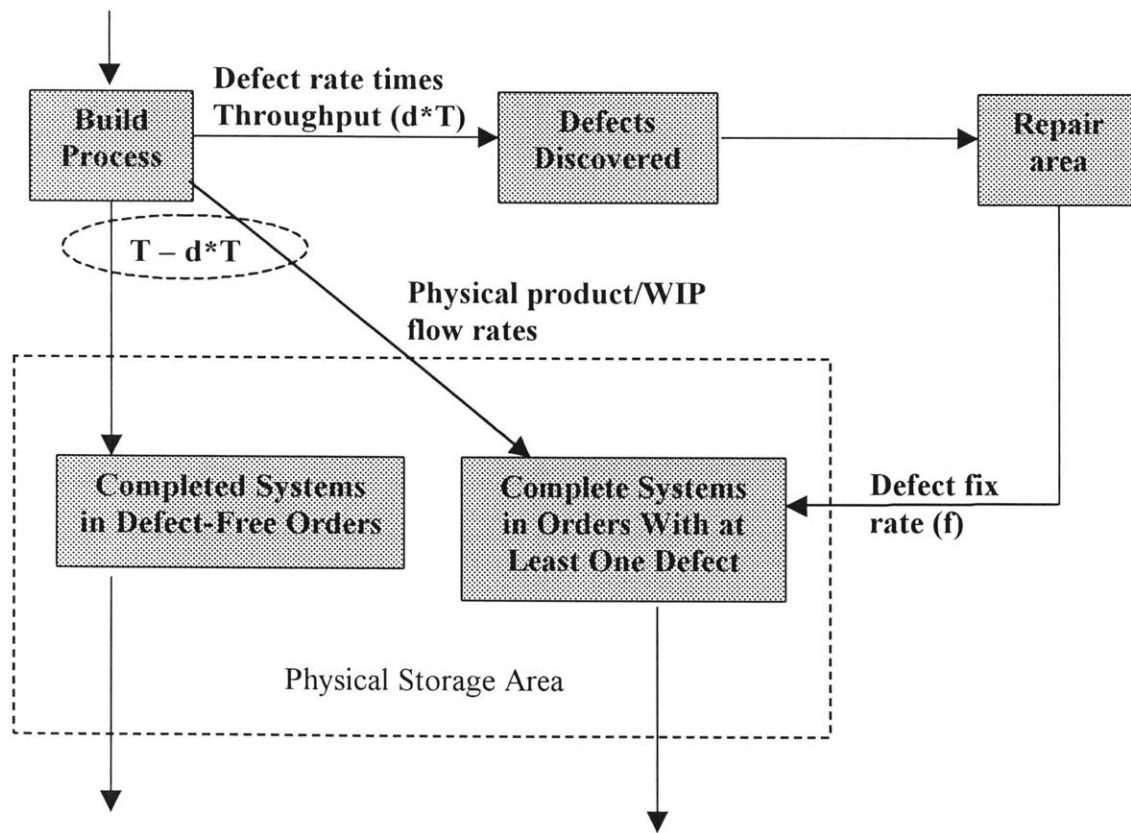 Build
Process
Defect rate times
Throughput (d*T)
Defects
Discovered
Repair
area
T – d*T
Physical product/WIP
flow rates
Completed Systems
in Defect-Free Orders
Complete Systems
in Orders With at
Least One Defect
Defect fix
rate (f)
Physical Storage Area